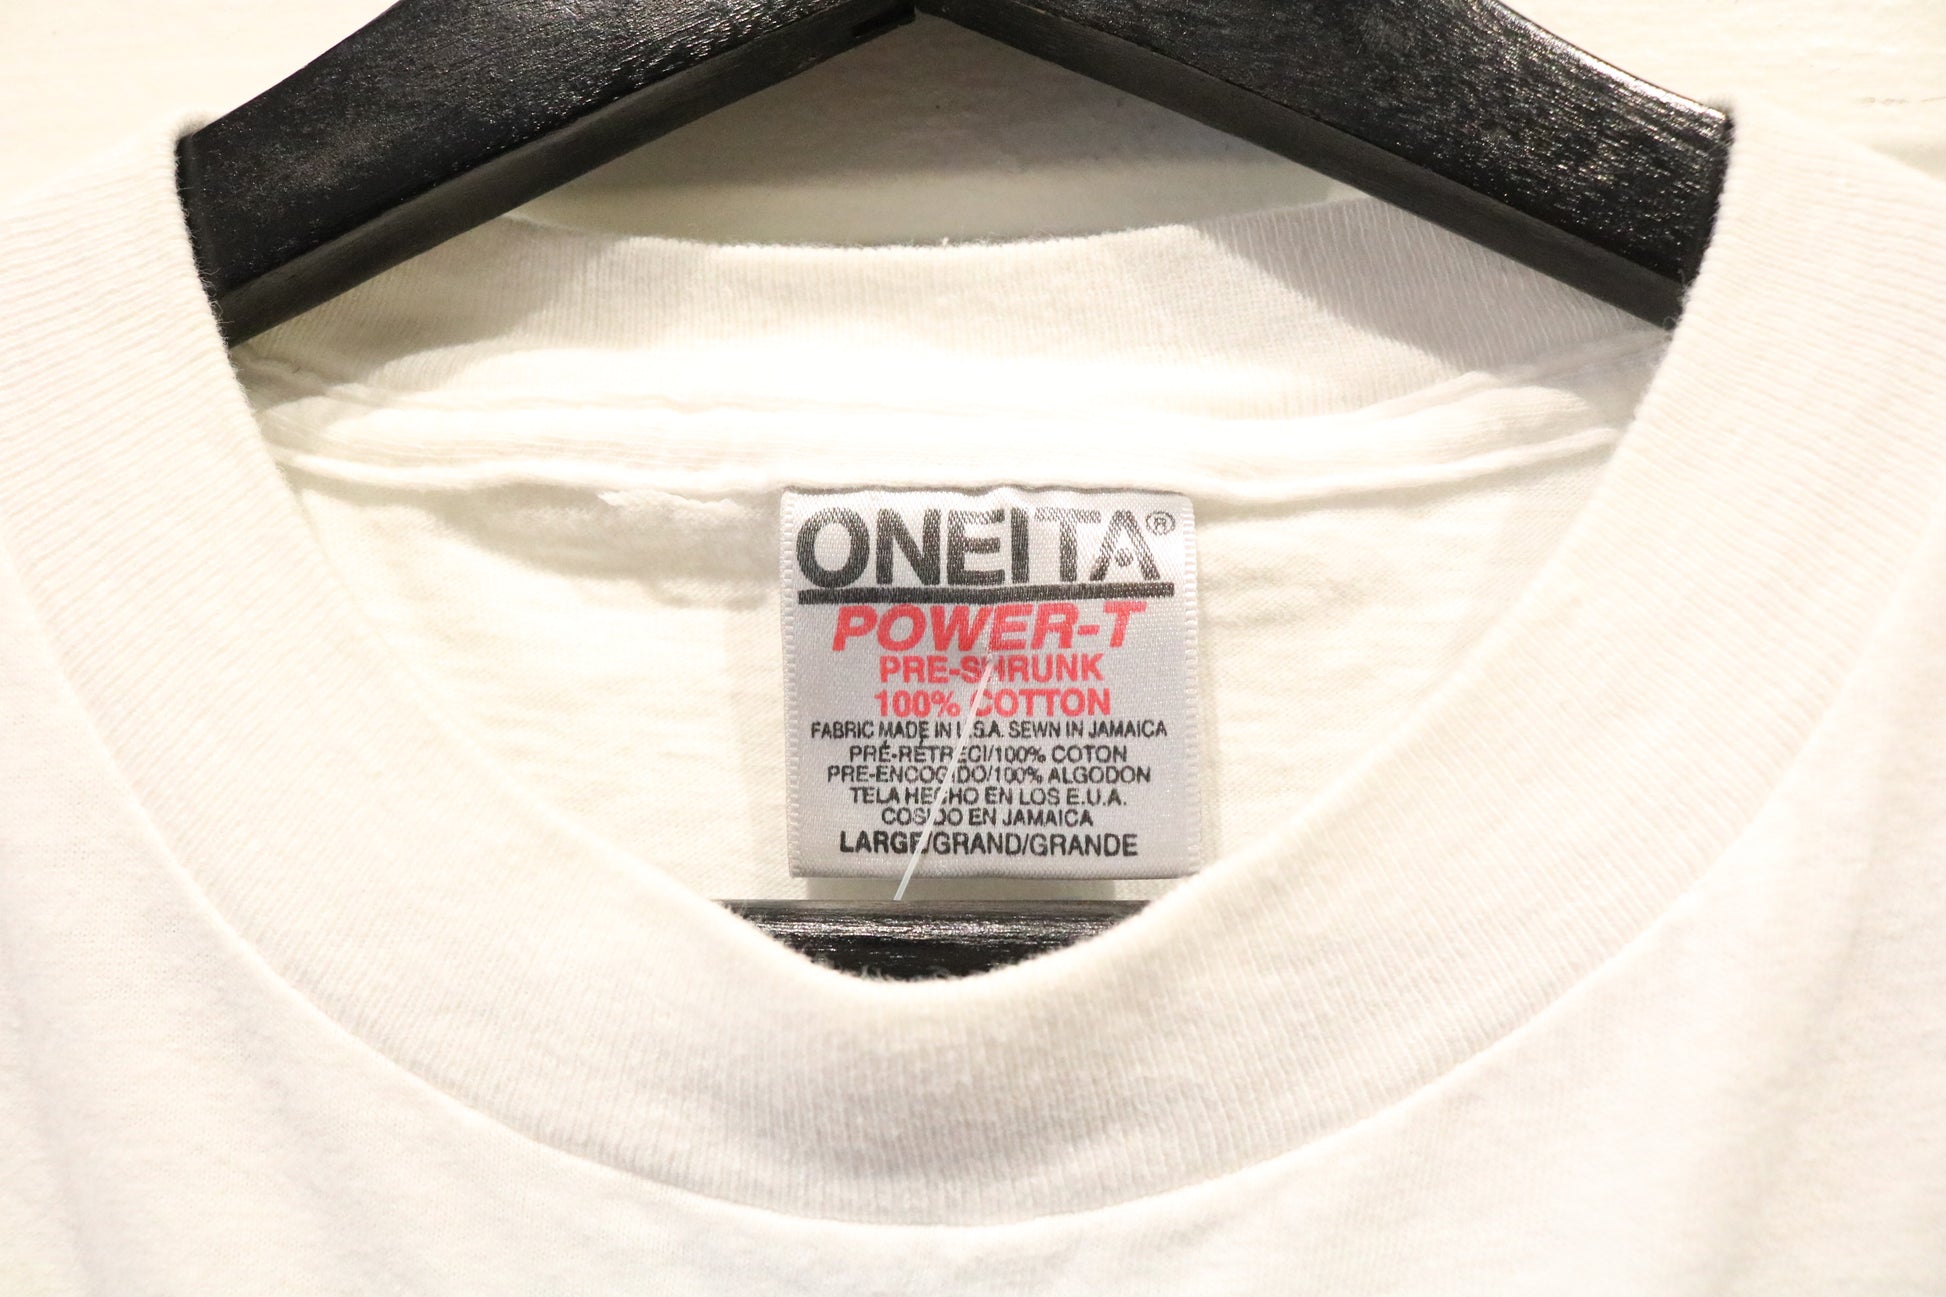 ONEITA®
POWER-T
PRE-SHRUNK
100% COTTON
FABRIC MADE IN U.S.A. SEWN IN JAMAICA
PRÉ-RÉTRECI/100% COTON
PRE-ENCOGIDO/100% ALGODON
TELA HECHO EN LOS E.U.A.
COSIDO EN JAMAICA
LARGE/GRAND/GRANDE